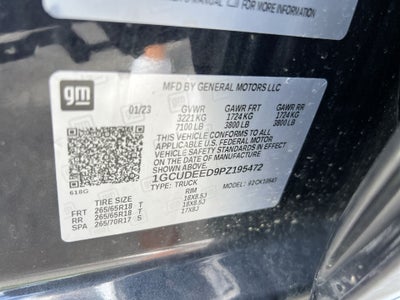 MANUAL FOR MORE INFORMATION
gm
MFD BY GENERAL MOTORS LLC
01/23 GVWR GAWR FRT GAWR RR
3221 KG 1724 KG 1724 KG
7100 LB 3800 LB 3800 LB
THIS VEHICLE CONFORMS TO ALL
APPLICABLE U.S. FEDERAL MOTOR
VEHICLE SAFETY STANDARDS IN
EFFECT ON THE DATE OF
MANUFACTURE SHOWN ABOVE.
1GCUDEED9PZ195472
618G
TYPE: TRUCK MODEL:
TIRE SIZE RIM
FRT 265/65R18 T 18X8.5J
RR 265/65R18 T 18X8.5J
SPA 265/70R17 S 17X8J